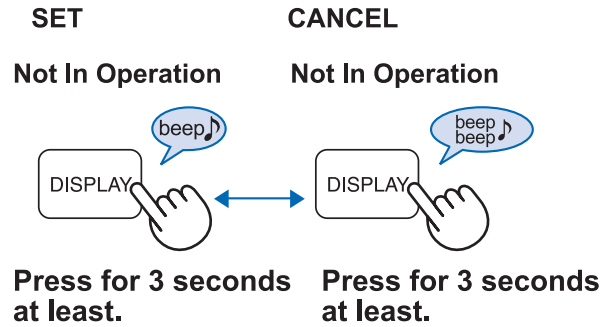 SET
CANCEL
Not In Operation
Not In Operation
beep♪
beep
beep♪
DISPLAY
DISPLAY
Press for 3 seconds
at least.
Press for 3 seconds
at least.